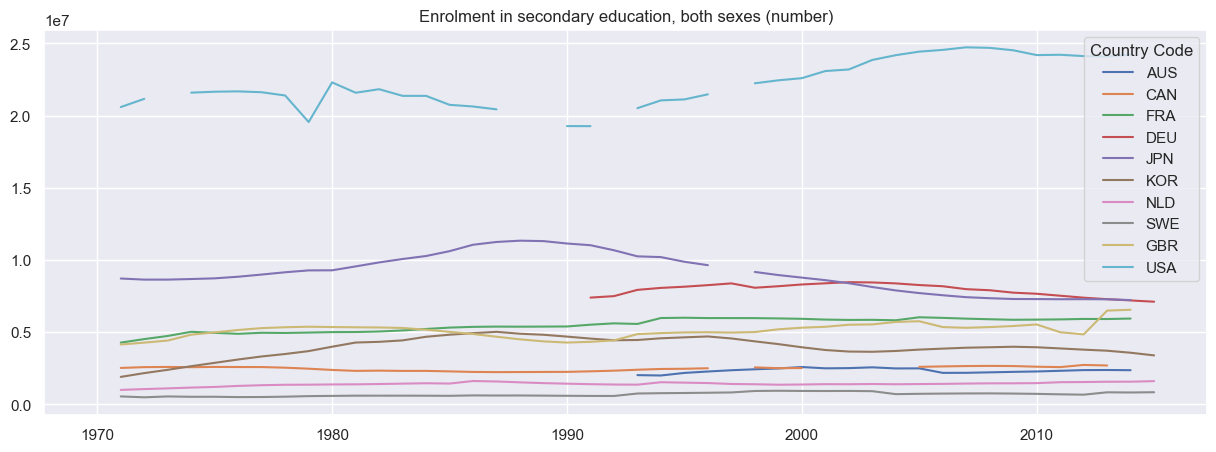 Enrolment in secondary education, both sexes (number)
1e7
2.5
2.0
1.5
1.0
0.5
0.0
1970
1980
1990
2000
2010
Country Code
AUS
CAN
FRA
DEU
JPN
KOR
NLD
SWE
GBR
USA